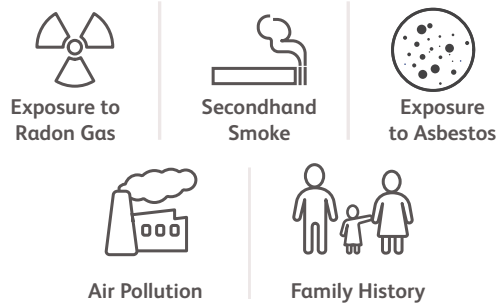 Exposure to
Radon Gas
Secondhand
Smoke
Exposure
to Asbestos
Air Pollution
Family History